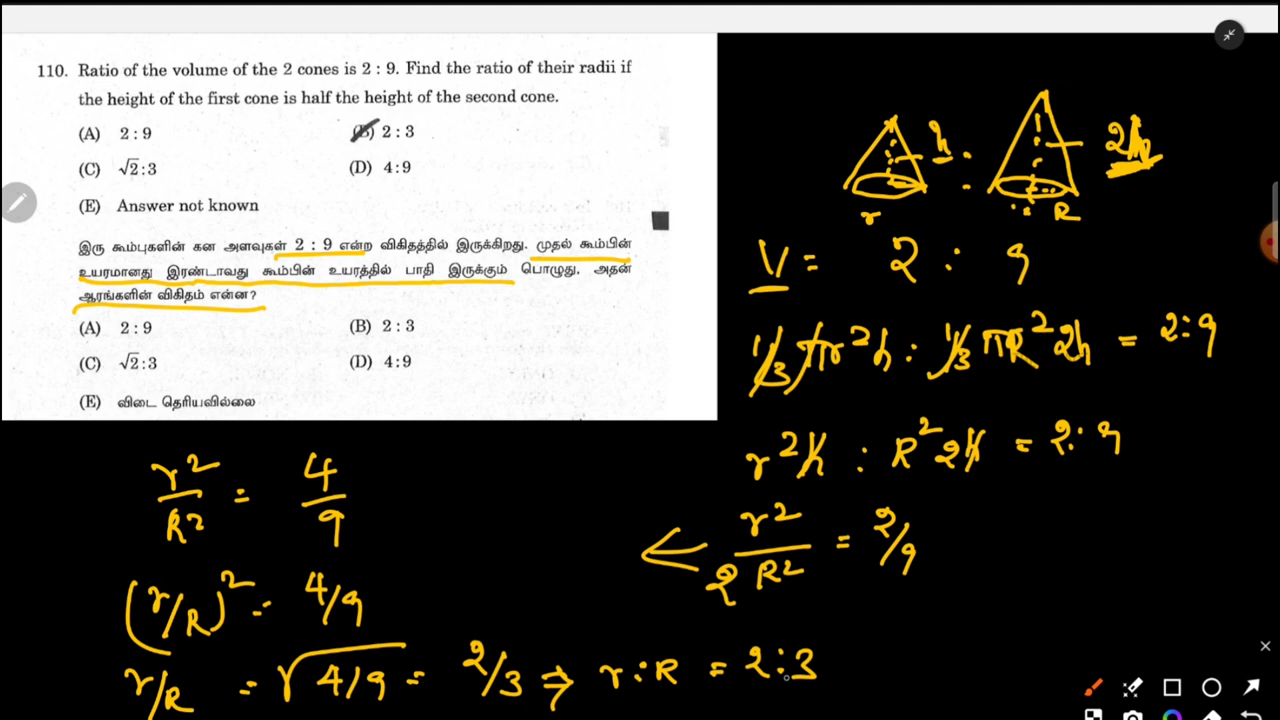 110. Ratio of the volume of the 2 cones is 2 : 9. Find the ratio of their radii if
the height of the first cone is half the height of the second cone.
(A) 2 : 9 (B) 2 : 3
(C) √2 : 3 (D) 4 : 9
(E) Answer not known
இரு கூம்புகளின் கன அளவுகள் 2 : 9 என்ற விகிதத்தில் இருக்கிறது. முதல் கூம்பின்
உயரமானது இரண்டாவது கூம்பின் உயரத்தில் பாதி இருக்கும் பொழுது, அதன்
ஆரங்களின் விகிதம் என்ன?
(A) 2 : 9 (B) 2 : 3
(C) √2 : 3 (D) 4 : 9
(E) விடை தெரியவில்லை
h : 2h
r R
V = 2 : 9
1/3 πr²h : 1/3 πR²2h = 2:9
r²h : R²2h = 2:9
r²/2R² = 2/9
r²/R² = 4/9
(r/R)² = 4/9
r/R = √4/9 = 2/3 ⇒ r:R = 2:3